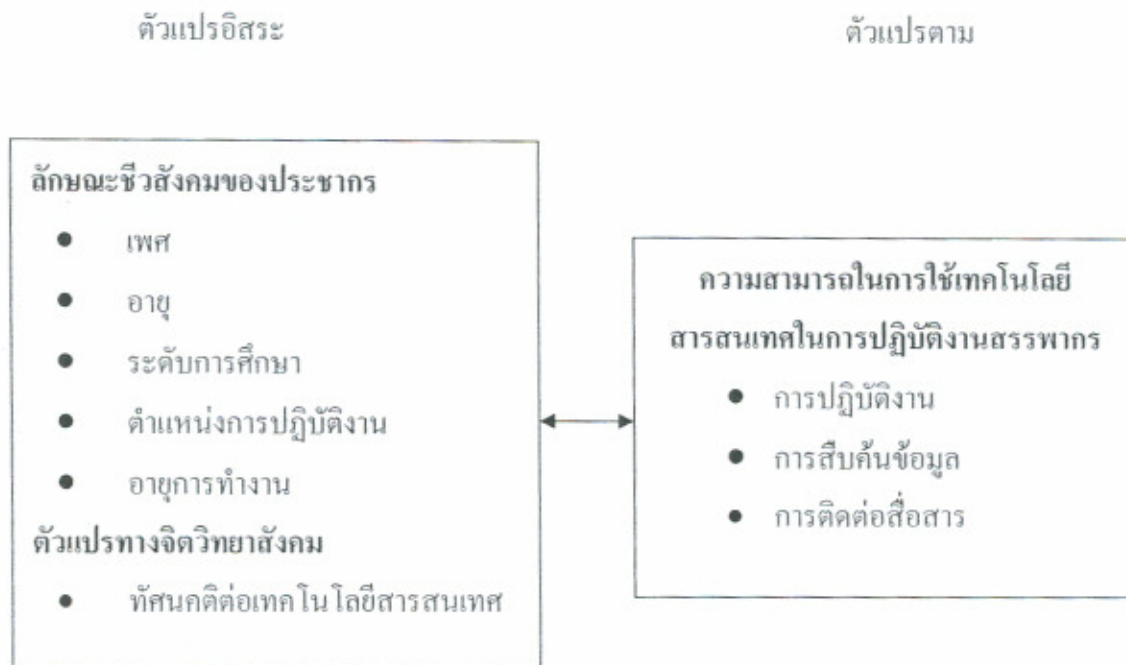 ตัวแปรอิสระ
ตัวแปรตาม
ลักษณะชีวสังคมของประชากร
● เพศ
● อายุ
● ระดับการศึกษา
● ตำแหน่งการปฏิบัติงาน
● อายุการทำงาน
ตัวแปรทางจิตวิทยาสังคม
● ทัศนคติต่อเทคโนโลยีสารสนเทศ
ความสามารถในการใช้เทคโนโลยี
สารสนเทศในการปฏิบัติงานสรรพากร
● การปฏิบัติงาน
● การสืบค้นข้อมูล
● การติดต่อสื่อสาร